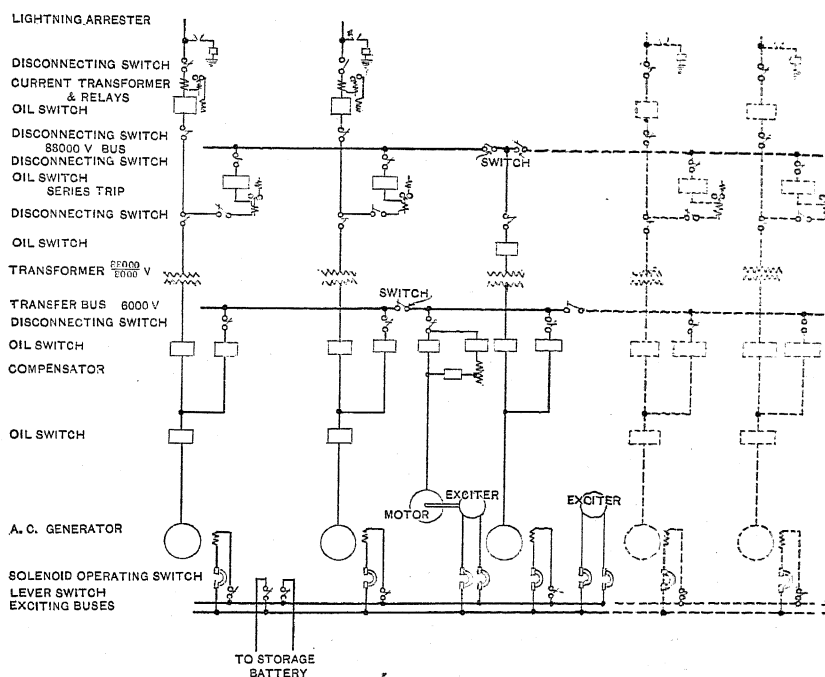 LIGHTNING ARRESTER
DISCONNECTING SWITCH
CURRENT TRANSFORMER
& RELAYS
OIL SWITCH
DISCONNECTING SWITCH
88000 V BUS
DISCONNECTING SWITCH
SWITCH
OIL SWITCH
SERIES TRIP
DISCONNECTING SWITCH
OIL SWITCH
TRANSFORMER 88000/6000 V
SWITCH
TRANSFER BUS 6000 V
DISCONNECTING SWITCH
OIL SWITCH
COMPENSATOR
OIL SWITCH
EXCITER
EXCITER
MOTOR
A.C. GENERATOR
SOLENOID OPERATING SWITCH
LEVER SWITCH
EXCITING BUSES
TO STORAGE
BATTERY